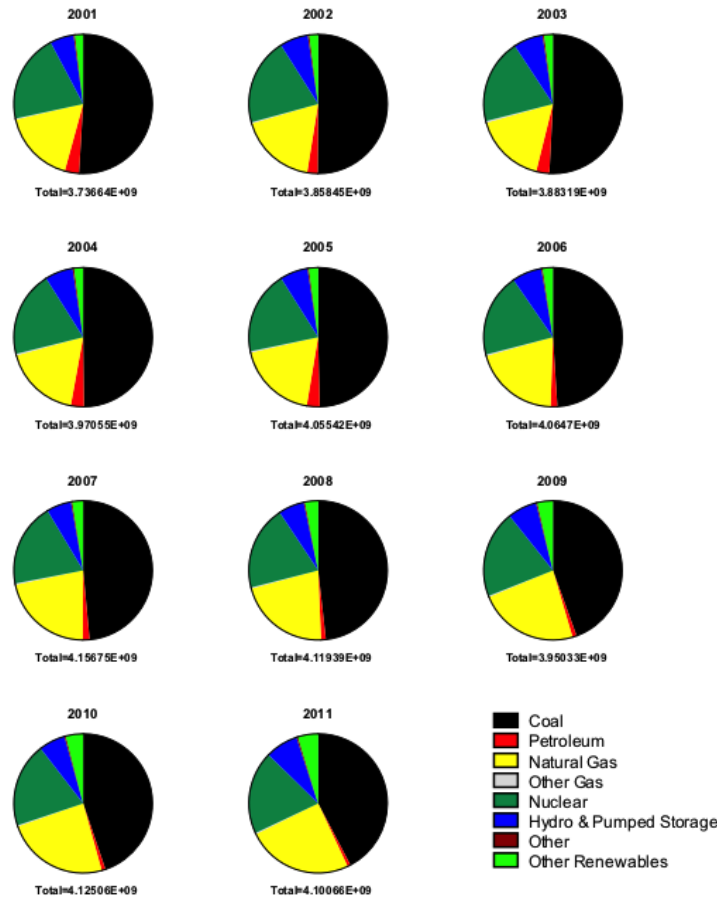 2001
2002
2003
Total=3.73664E+09
Total=3.85845E+09
Total=3.88319E+09
2004
2005
2006
Total=3.97055E+09
Total=4.05542E+09
Total=4.0647E+09
2007
2008
2009
Total=4.15675E+09
Total=4.11939E+09
Total=3.95033E+09
2010
2011
Coal
Petroleum
Natural Gas
Other Gas
Nuclear
Hydro & Pumped Storage
Other
Other Renewables
Total=4.12506E+09
Total=4.10066E+09